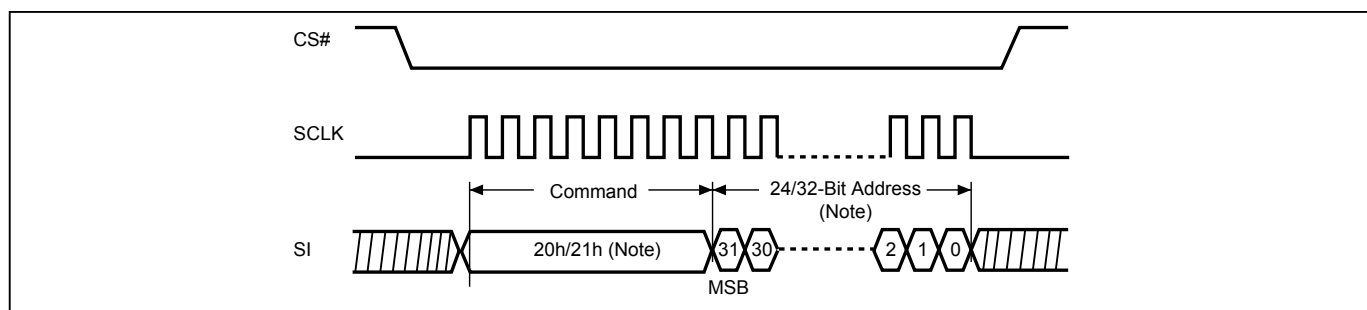 CS#
SCLK
Command
24/32-Bit Address
(Note)
SI
20h/21h (Note)
31 30
2 1 0
MSB